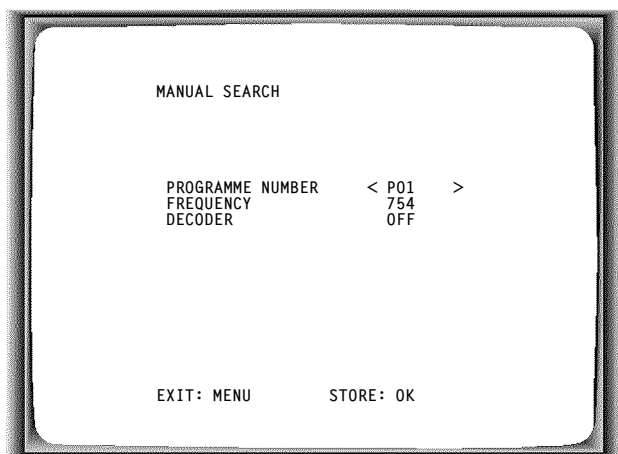 MANUAL SEARCH
PROGRAMME NUMBER < P01 >
FREQUENCY 754
DECODER OFF
EXIT: MENU STORE: OK